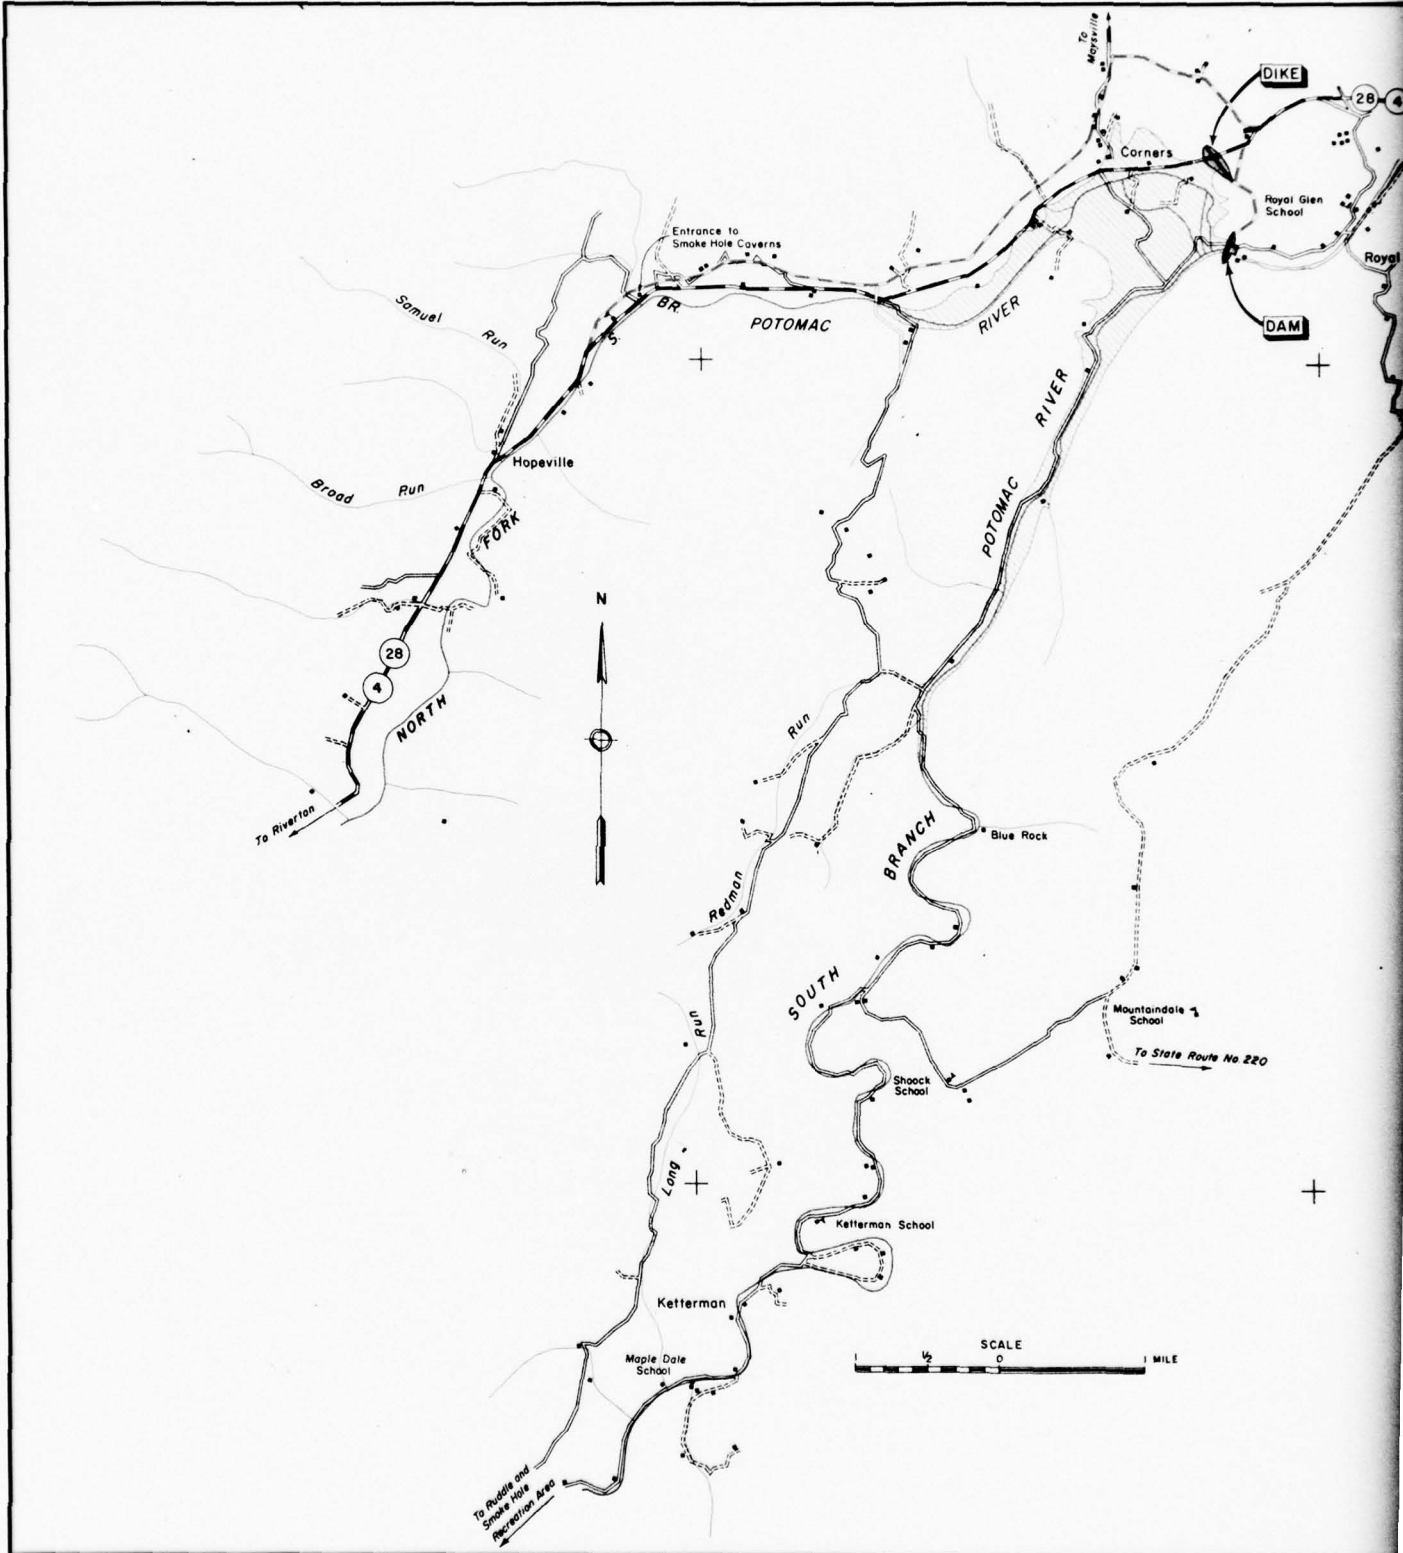 To
Maysville
DIKE
28
4
Corners
Royal Glen
School
Entrance to
Smoke Hole Caverns
Royal
Samuel Run
S. BR. POTOMAC RIVER
DAM
RIVER
Hopeville
Broad Run
POTOMAC
FORK
N
28
4
NORTH
Run
To Riverton
BRANCH
Blue Rock
Redman
SOUTH
Mountaindale
School
Run
To State Route No. 220
Shoock
School
Long
Ketterman School
Ketterman
SCALE
1 1/2 0 1 MILE
Maple Dale
School
To Ruddle and
Smoke Hole
Recreation Area